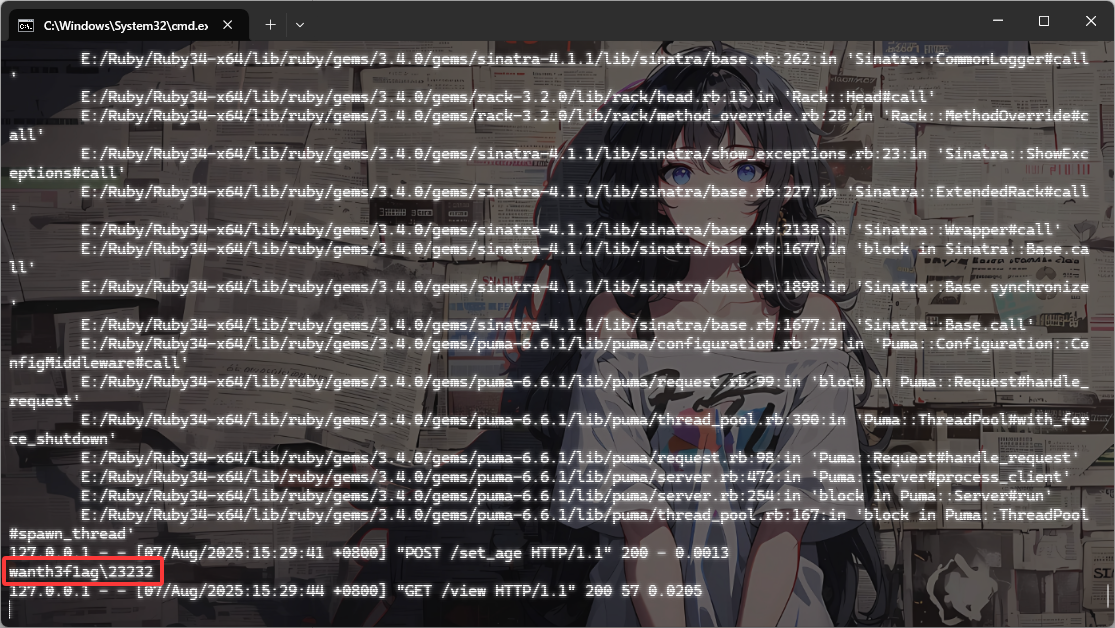 C:\Windows\System32\cmd.ex
E:/Ruby/Ruby34-x64/lib/ruby/gems/3.4.0/gems/sinatra-4.1.1/lib/sinatra/base.rb:262:in 'Sinatra::CommonLogger#call
'
E:/Ruby/Ruby34-x64/lib/ruby/gems/3.4.0/gems/rack-3.2.0/lib/rack/head.rb:15:in 'Rack::Head#call'
E:/Ruby/Ruby34-x64/lib/ruby/gems/3.4.0/gems/rack-3.2.0/lib/rack/method_override.rb:28:in 'Rack::MethodOverride#c
all'
E:/Ruby/Ruby34-x64/lib/ruby/gems/3.4.0/gems/sinatra-4.1.1/lib/sinatra/show_exceptions.rb:23:in 'Sinatra::ShowExc
eptions#call'
E:/Ruby/Ruby34-x64/lib/ruby/gems/3.4.0/gems/sinatra-4.1.1/lib/sinatra/base.rb:227:in 'Sinatra::ExtendedRack#call
'
E:/Ruby/Ruby34-x64/lib/ruby/gems/3.4.0/gems/sinatra-4.1.1/lib/sinatra/base.rb:2138:in 'Sinatra::Wrapper#call'
E:/Ruby/Ruby34-x64/lib/ruby/gems/3.4.0/gems/sinatra-4.1.1/lib/sinatra/base.rb:1677:in 'block in Sinatra::Base.ca
ll'
E:/Ruby/Ruby34-x64/lib/ruby/gems/3.4.0/gems/sinatra-4.1.1/lib/sinatra/base.rb:1898:in 'Sinatra::Base.synchronize
'
E:/Ruby/Ruby34-x64/lib/ruby/gems/3.4.0/gems/sinatra-4.1.1/lib/sinatra/base.rb:1677:in 'Sinatra::Base.call'
E:/Ruby/Ruby34-x64/lib/ruby/gems/3.4.0/gems/puma-6.6.1/lib/puma/configuration.rb:279:in 'Puma::Configuration::Co
nfigMiddleware#call'
E:/Ruby/Ruby34-x64/lib/ruby/gems/3.4.0/gems/puma-6.6.1/lib/puma/request.rb:99:in 'block in Puma::Request#handle_
request'
E:/Ruby/Ruby34-x64/lib/ruby/gems/3.4.0/gems/puma-6.6.1/lib/puma/thread_pool.rb:390:in 'Puma::ThreadPool#with_for
ce_shutdown'
E:/Ruby/Ruby34-x64/lib/ruby/gems/3.4.0/gems/puma-6.6.1/lib/puma/request.rb:98:in 'Puma::Request#handle_request'
E:/Ruby/Ruby34-x64/lib/ruby/gems/3.4.0/gems/puma-6.6.1/lib/puma/server.rb:472:in 'Puma::Server#process_client'
E:/Ruby/Ruby34-x64/lib/ruby/gems/3.4.0/gems/puma-6.6.1/lib/puma/server.rb:254:in 'block in Puma::Server#run'
E:/Ruby/Ruby34-x64/lib/ruby/gems/3.4.0/gems/puma-6.6.1/lib/puma/thread_pool.rb:167:in 'block in Puma::ThreadPool
#spawn_thread'
127.0.0.1 - - [07/Aug/2025:15:29:41 +0800] "POST /set_age HTTP/1.1" 200 - 0.0013
wanth3f1ag\23232
127.0.0.1 - - [07/Aug/2025:15:29:44 +0800] "GET /view HTTP/1.1" 200 57 0.0205